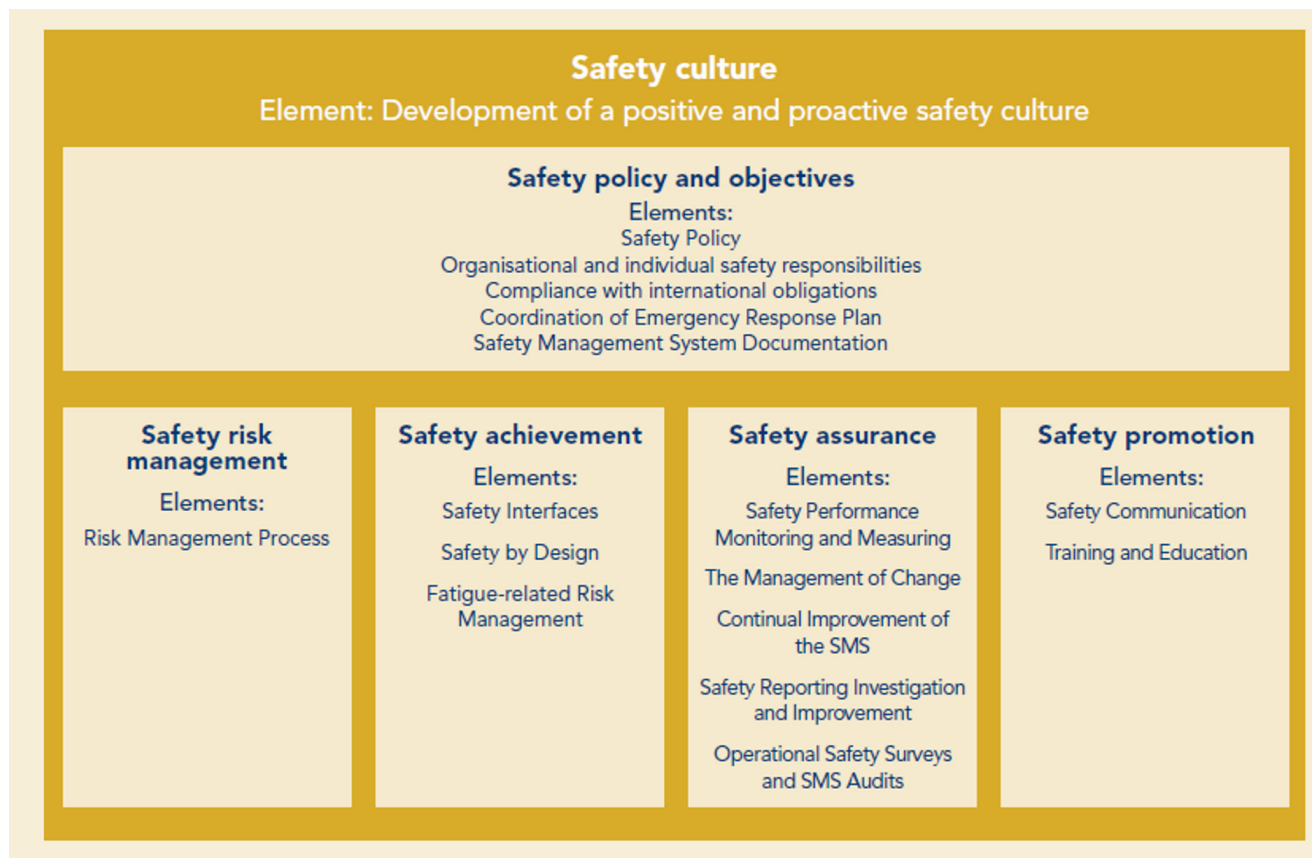 Safety culture
Element: Development of a positive and proactive safety culture
Safety policy and objectives
Elements:
Safety Policy
Organisational and individual safety responsibilities
Compliance with international obligations
Coordination of Emergency Response Plan
Safety Management System Documentation
Safety risk
management
Elements:
Risk Management Process
Safety achievement
Elements:
Safety Interfaces
Safety by Design
Fatigue-related Risk
Management
Safety assurance
Elements:
Safety Performance
Monitoring and Measuring
The Management of Change
Continual Improvement of
the SMS
Safety Reporting Investigation
and Improvement
Operational Safety Surveys
and SMS Audits
Safety promotion
Elements:
Safety Communication
Training and Education